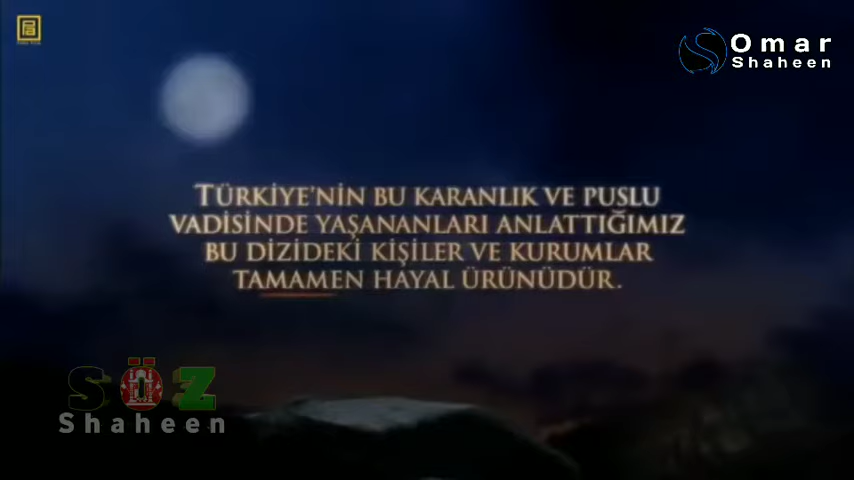 Omar
Shaheen
TÜRKİYE'NİN BU KARANLIK VE PUSLU
VADİSİNDE YAŞANANLARI ANLATTIĞIMIZ
BU DİZİDEKİ KİŞİLER VE KURUMLAR
TAMAMEN HAYAL ÜRÜNÜDÜR.
SÖZ
Shaheen